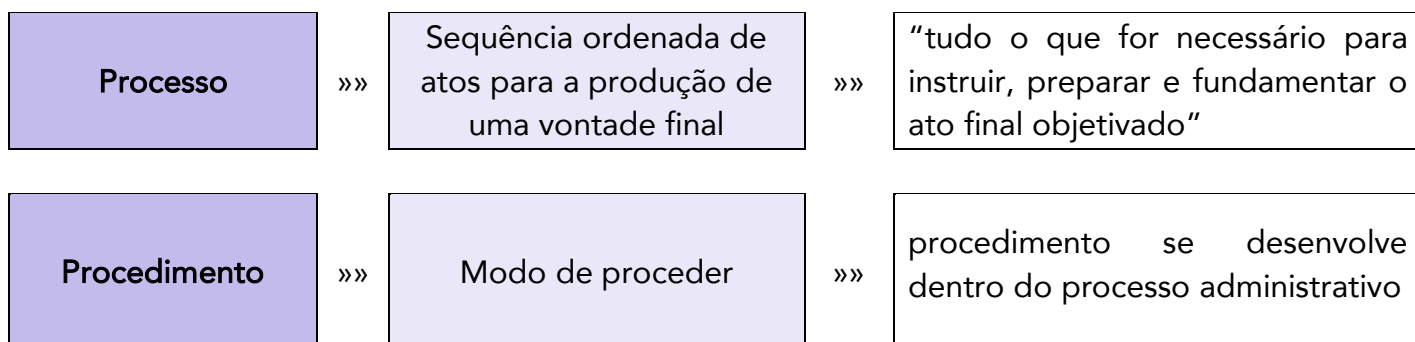 Processo
»»
Sequência ordenada de
atos para a produção de
uma vontade final
»»
“tudo o que for necessário para
instruir, preparar e fundamentar o
ato final objetivado”
Procedimento
»»
Modo de proceder
»»
procedimento se desenvolve
dentro do processo administrativo